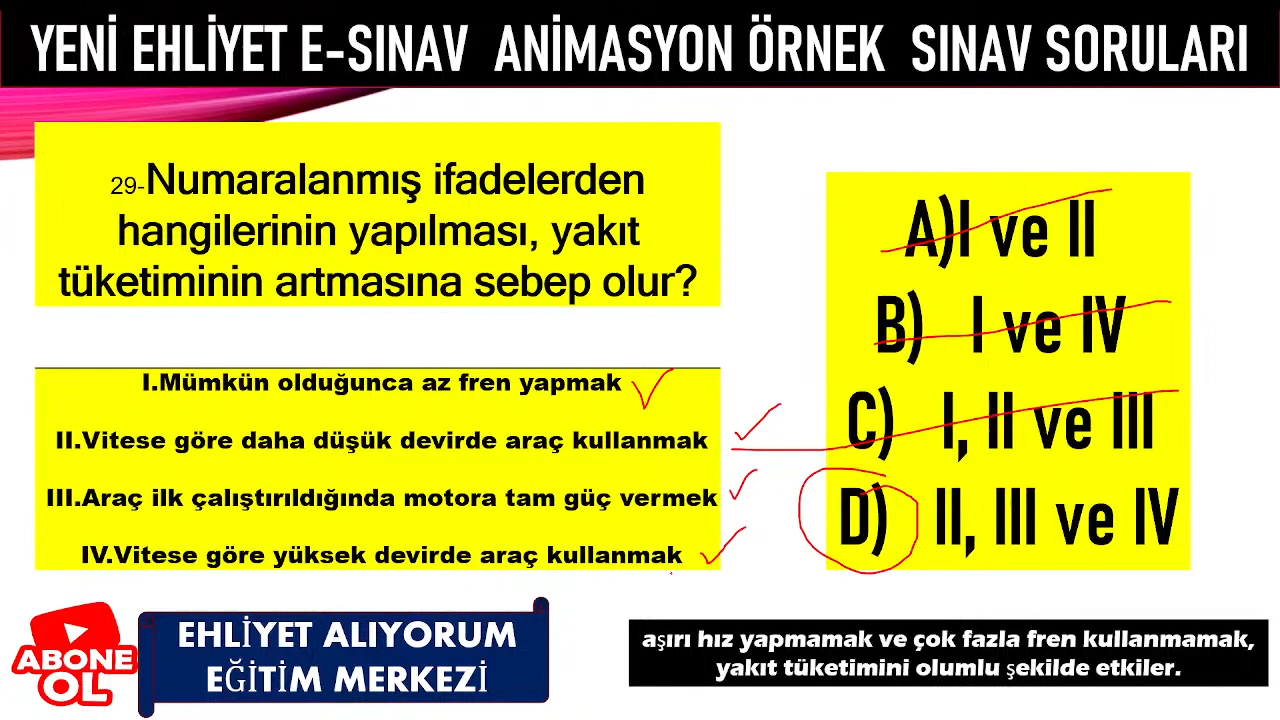 YENİ EHLİYET E-SINAV ANİMASYON ÖRNEK SINAV SORULARI
29-Numaralanmış ifadelerden
hangilerinin yapılması, yakıt
tüketiminin artmasına sebep olur?
I.Mümkün olduğunca az fren yapmak
II.Vitese göre daha düşük devirde araç kullanmak
III.Araç ilk çalıştırıldığında motora tam güç vermek
IV.Vitese göre yüksek devirde araç kullanmak
A)I ve II
B) I ve IV
C) I, II ve III
D) II, III ve IV
ABONE
OL
EHLİYET ALIYORUM
EĞİTİM MERKEZİ
aşırı hız yapmamak ve çok fazla fren kullanmamak,
yakıt tüketimini olumlu şekilde etkiler.